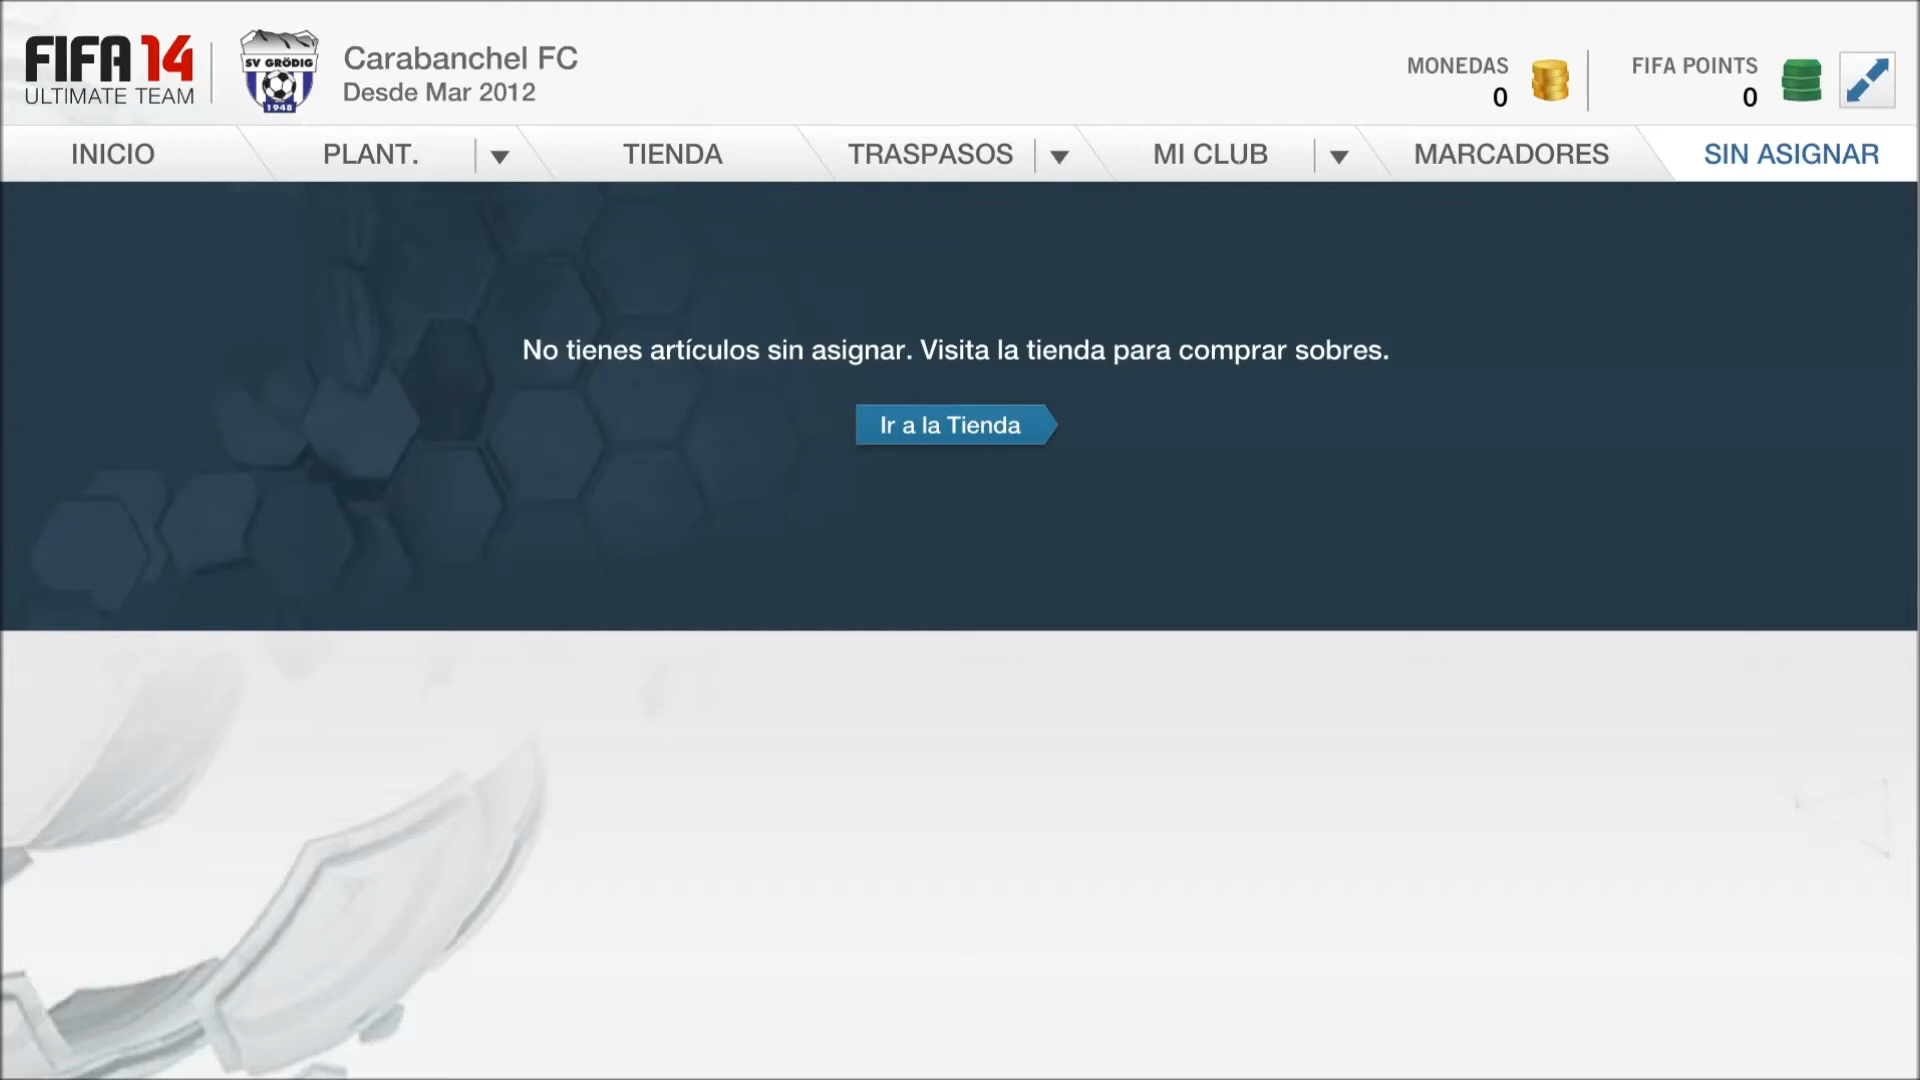 FIFA 14
ULTIMATE TEAM
SV GRÖDIG
1948
Carabanchel FC
Desde Mar 2012
MONEDAS
0
FIFA POINTS
0
INICIO
PLANT.
TIENDA
TRASPASOS
MI CLUB
MARCADORES
SIN ASIGNAR
No tienes artículos sin asignar. Visita la tienda para comprar sobres.
Ir a la Tienda